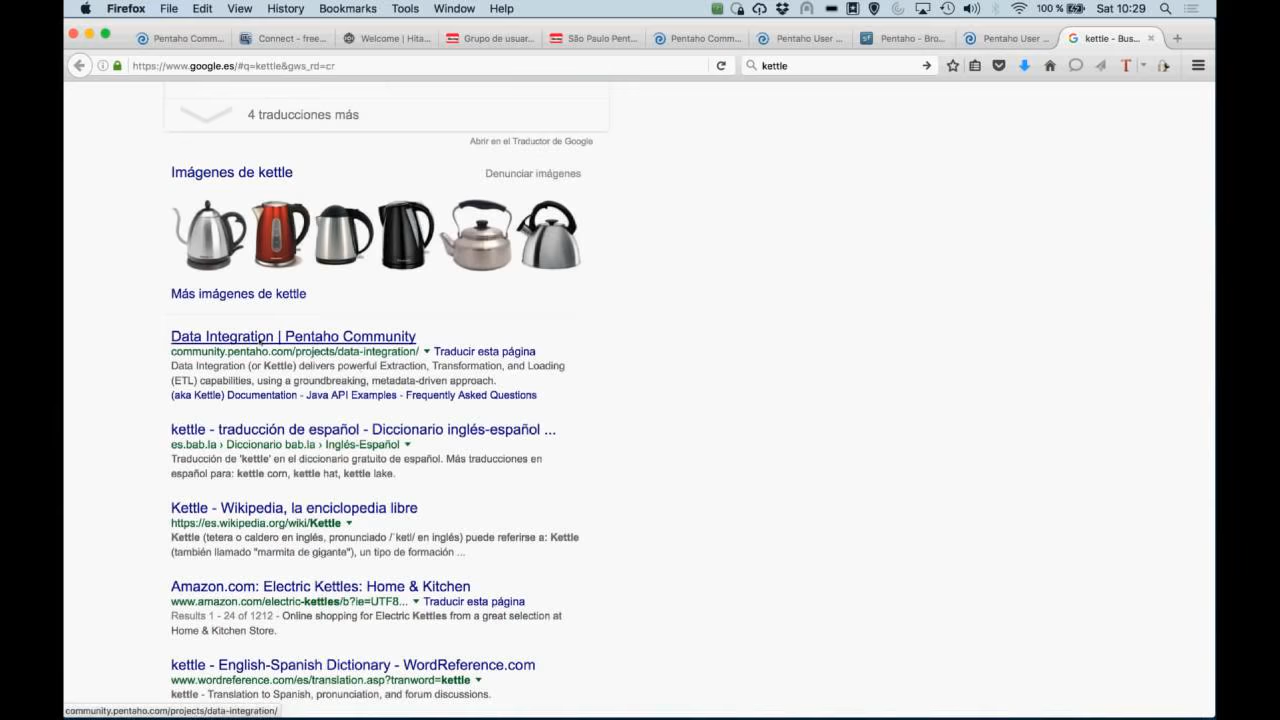 Firefox File Edit View History Bookmarks Tools Window Help 100 % Sat 10:29
Pentaho Comm... Connect - free... Welcome | Hita... Grupo de usuar... São Paulo Pent... Pentaho Comm... Pentaho User ... Pentaho - Bro... Pentaho User ... kettle - Bus...
https://www.google.es/#q=kettle&gws_rd=cr kettle
4 traducciones más
Abrir en el Traductor de Google
Imágenes de kettle Denunciar imágenes
Más imágenes de kettle
Data Integration | Pentaho Community
community.pentaho.com/projects/data-integration/ Traducir esta página
Data Integration (or Kettle) delivers powerful Extraction, Transformation, and Loading
(ETL) capabilities, using a groundbreaking, metadata-driven approach.
(aka Kettle) Documentation - Java API Examples - Frequently Asked Questions
kettle - traducción de español - Diccionario inglés-español ...
es.bab.la › Diccionario bab.la › Inglés-Español
Traducción de 'kettle' en el diccionario gratuito de español. Más traducciones en
español para: kettle corn, kettle hat, kettle lake.
Kettle - Wikipedia, la enciclopedia libre
https://es.wikipedia.org/wiki/Kettle
Kettle (tetera o caldero en inglés, pronunciado /ˈketl/ en inglés) puede referirse a: Kettle
(también llamado "marmita de gigante"), un tipo de formación ...
Amazon.com: Electric Kettles: Home & Kitchen
www.amazon.com/electric-kettles/b?ie=UTF8... Traducir esta página
Results 1 - 24 of 1212 - Online shopping for Electric Kettles from a great selection at
Home & Kitchen Store.
kettle - English-Spanish Dictionary - WordReference.com
www.wordreference.com/es/translation.asp?tranword=kettle
kettle - Translation to Spanish, pronunciation, and forum discussions.
community.pentaho.com/projects/data-integration/